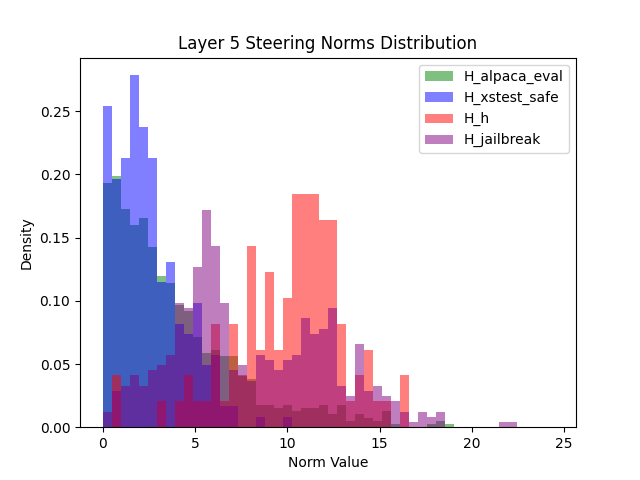 Layer 5 Steering Norms Distribution
H_alpaca_eval
H_xstest_safe
H_h
H_jailbreak
0.25
0.20
0.15
0.10
0.05
0.00
Density
0 5 10 15 20 25
Norm Value